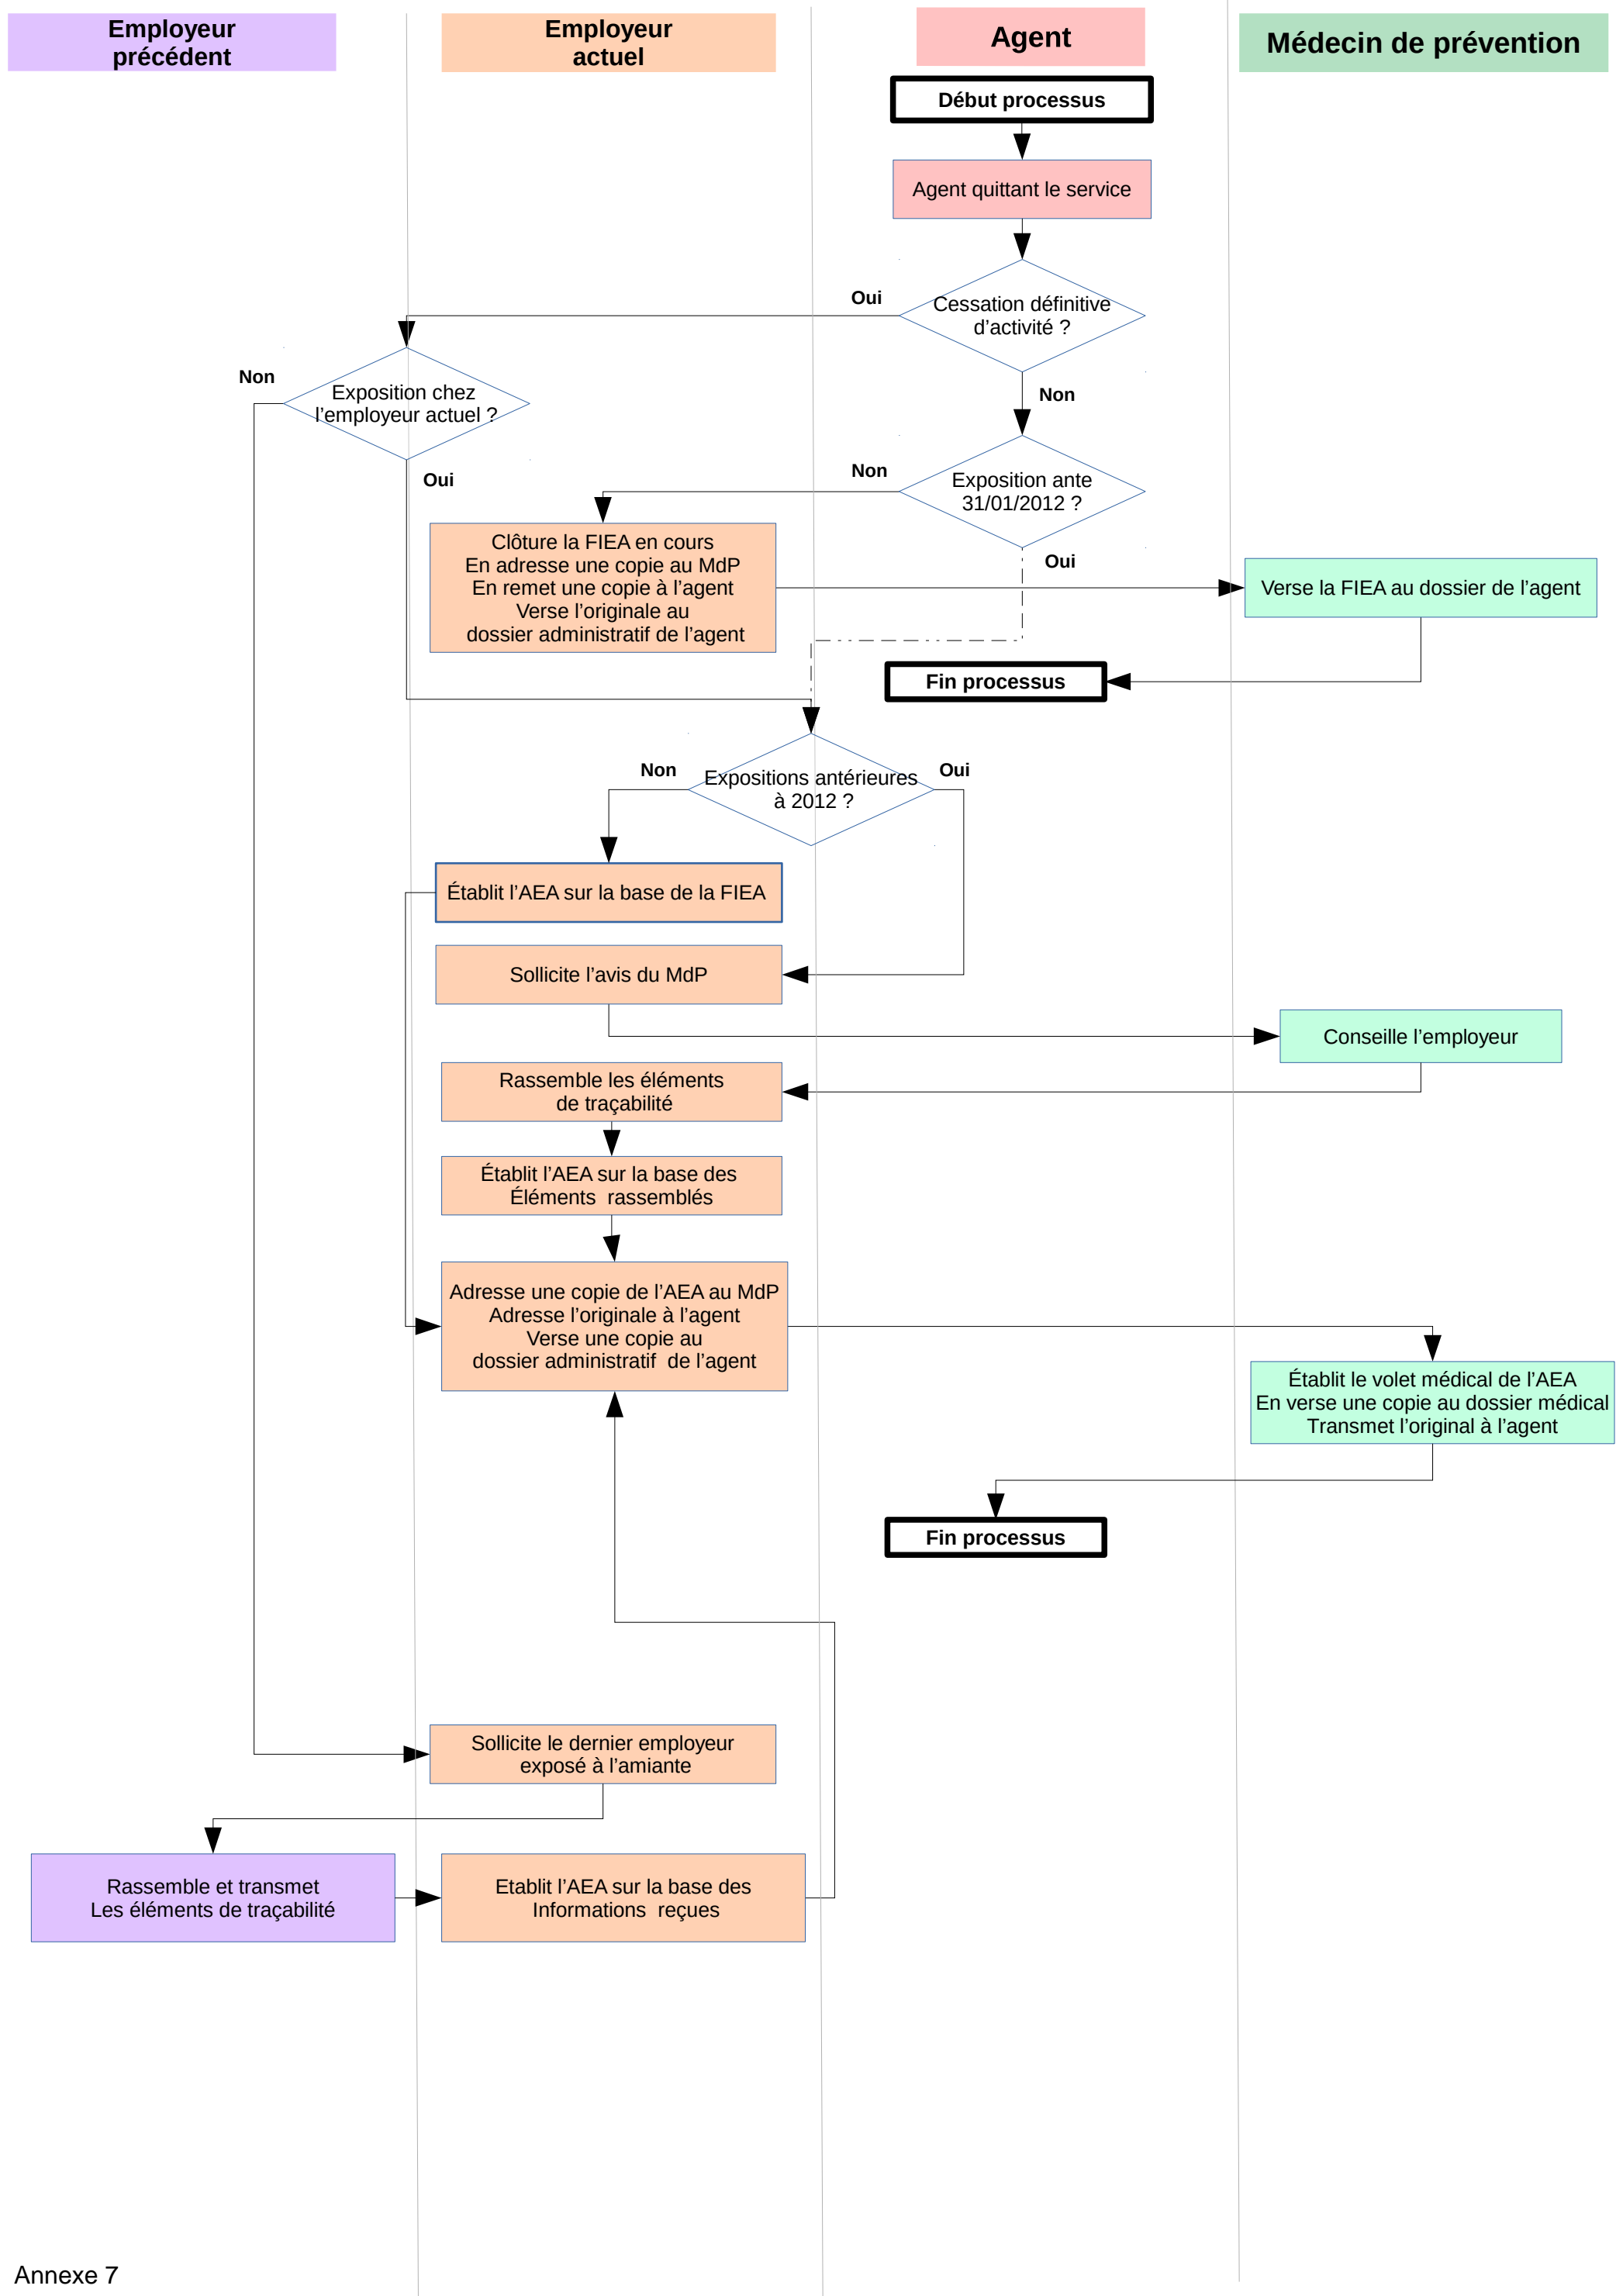 Employeur
précédent
Employeur
actuel
Agent
Médecin de prévention
Début processus
Agent quittant le service
Oui
Cessation définitive
d’activité ?
Non
Exposition chez
l’employeur actuel ?
Non
Oui
Non
Exposition ante
31/01/2012 ?
Oui
Clôture la FIEA en cours
En adresse une copie au MdP
En remet une copie à l’agent
Verse l’originale au
dossier administratif de l’agent
Verse la FIEA au dossier de l’agent
Fin processus
Non
Expositions antérieures
à 2012 ?
Oui
Établit l’AEA sur la base de la FIEA
Sollicite l’avis du MdP
Conseille l’employeur
Rassemble les éléments
de traçabilité
Établit l’AEA sur la base des
Éléments rassemblés
Adresse une copie de l’AEA au MdP
Adresse l’originale à l’agent
Verse une copie au
dossier administratif de l’agent
Établit le volet médical de l’AEA
En verse une copie au dossier médical
Transmet l’original à l’agent
Fin processus
Sollicite le dernier employeur
exposé à l’amiante
Rassemble et transmet
Les éléments de traçabilité
Etablit l’AEA sur la base des
Informations reçues
Annexe 7